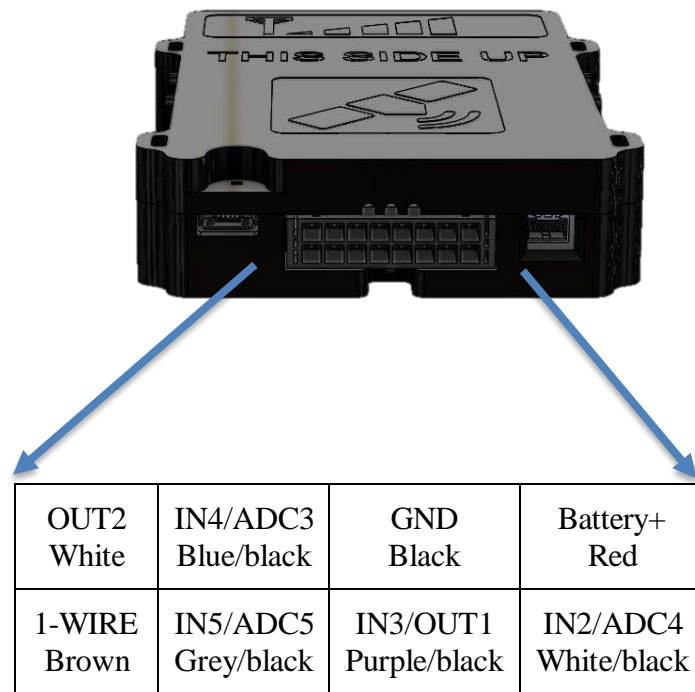 THIS SIDE UP
OUT2 IN4/ADC3 GND Battery+
White Blue/black Black Red
1-WIRE IN5/ADC5 IN3/OUT1 IN2/ADC4
Brown Grey/black Purple/black White/black